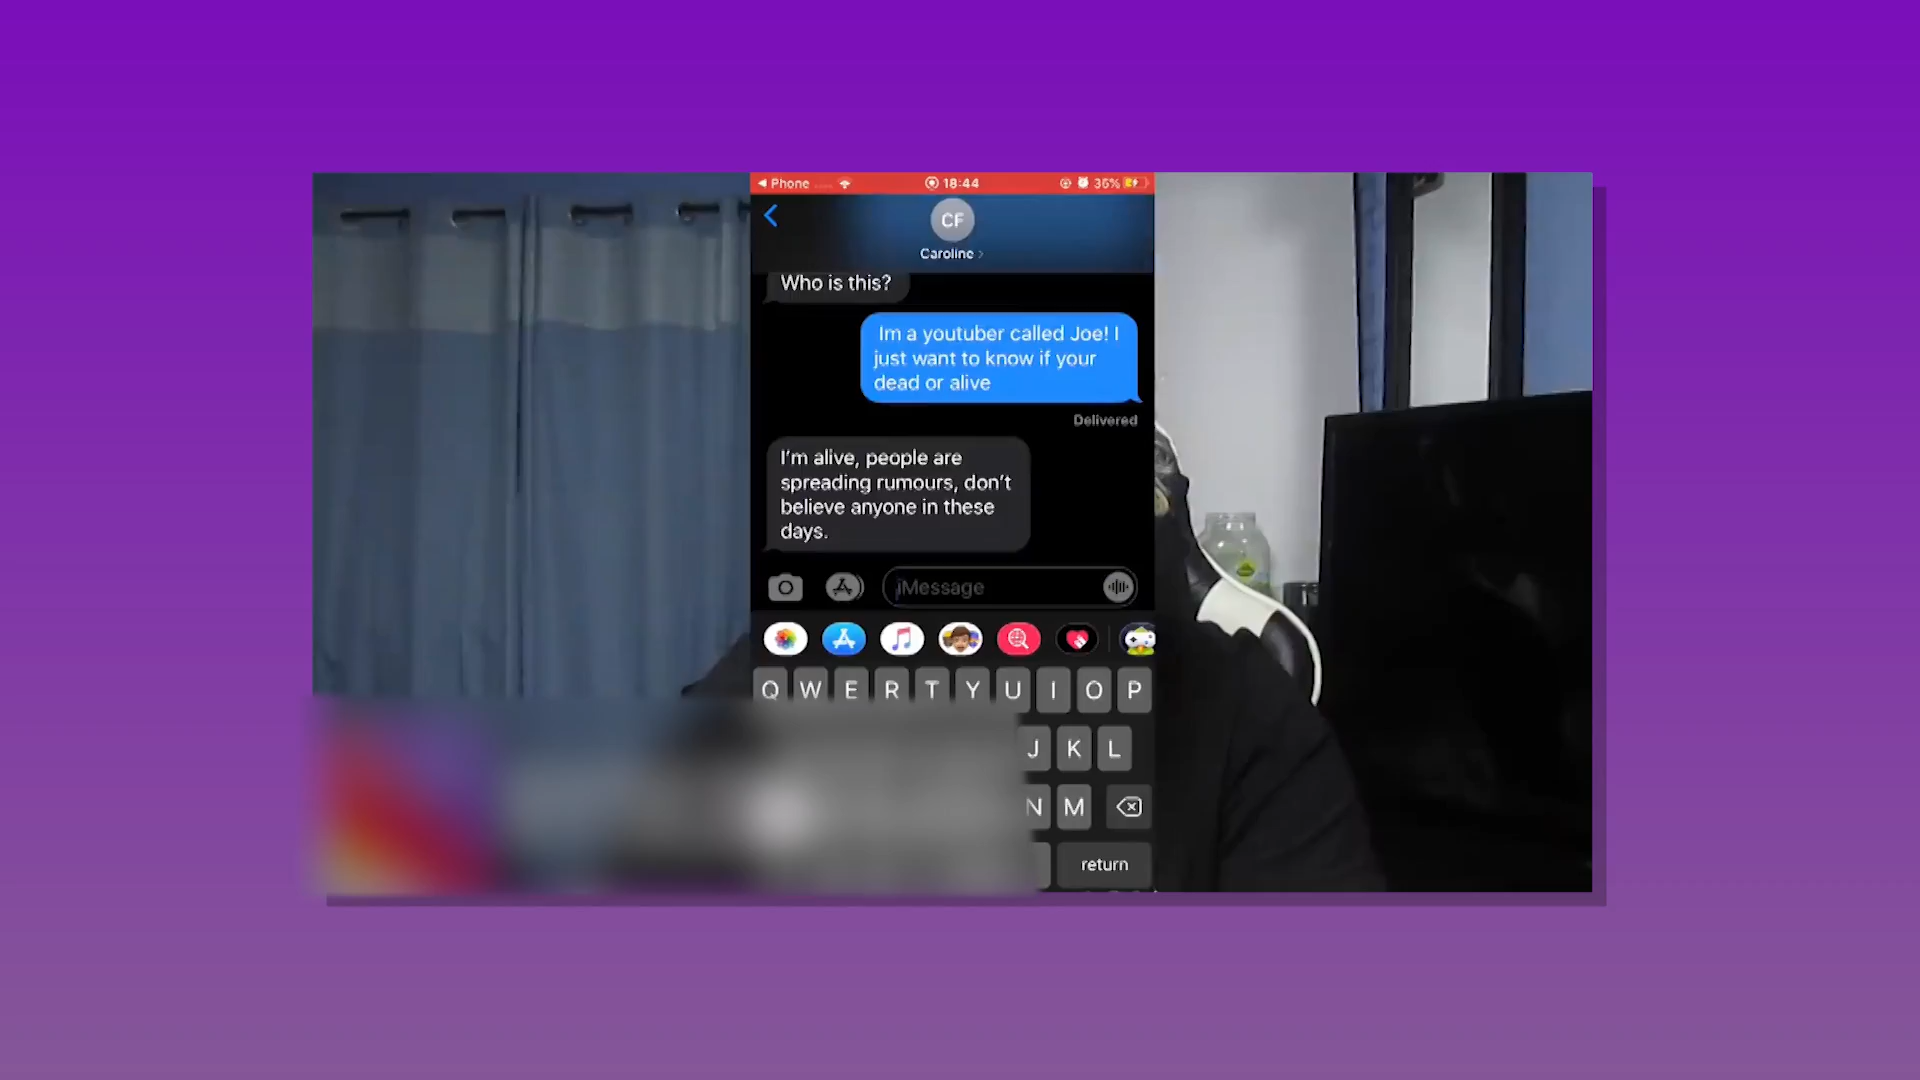 ◀ Phone
18:44
36%
CF
Caroline
Who is this?
Im a youtuber called Joe! I
just want to know if your
dead or alive
Delivered
I'm alive, people are
spreading rumours, don't
believe anyone in these
days.
iMessage
Q W E R T Y U I O P
J K L
N M
return